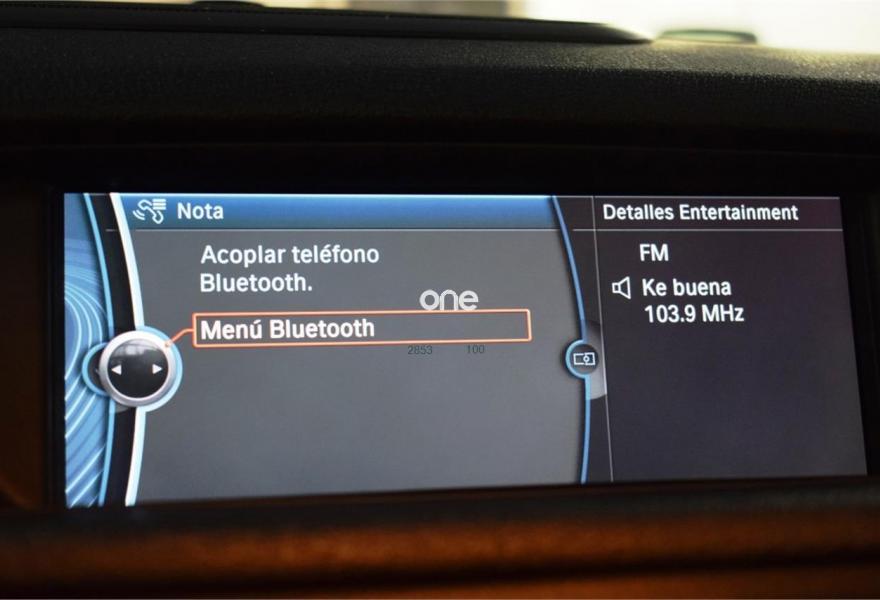 Nota
Acoplar teléfono
Bluetooth.
Menú Bluetooth
Detalles Entertainment
FM
Ke buena
103.9 MHz
one
2853 100